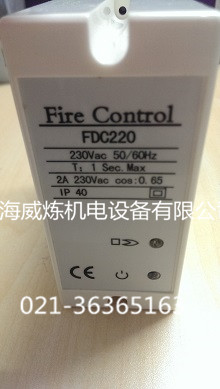 Fire Control
FDC220
230Vac 50/60Hz
T: 1 Sec.Max
2A 230Vac cos:0.65
IP 40
海威炼机电设备有限公
CE
021-3636516